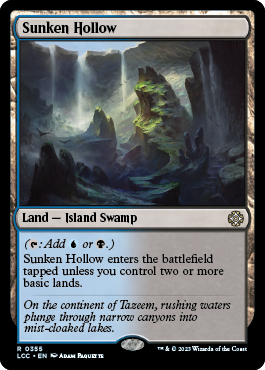 Sunken Hollow
Land — Island Swamp
(: Add or .)
Sunken Hollow enters the battlefield
tapped unless you control two or more
basic lands.
On the continent of Tazeem, rushing waters
plunge through narrow canyons into
mist-cloaked lakes.
R 0355
LCC • EN Adam Paquette
™ & © 2023 Wizards of the Coast